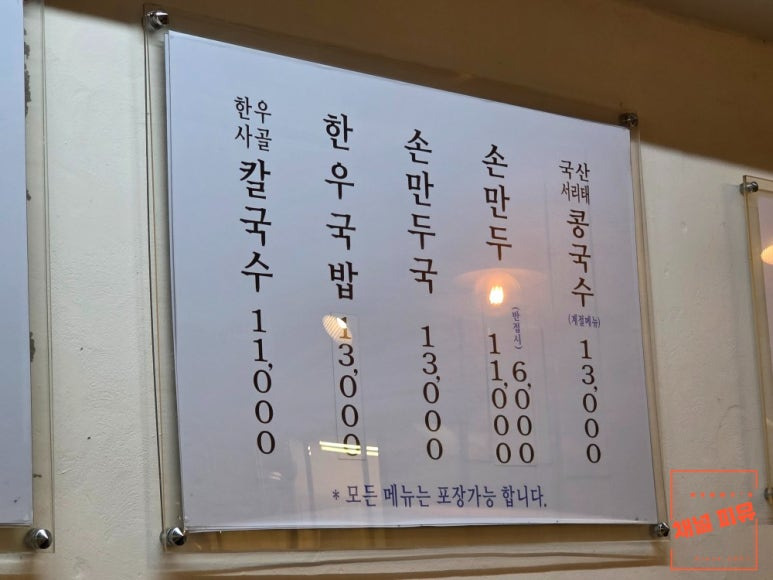 한우
사골
칼국수 11,000
한우국밥 13,000
손만두국 13,000
손만두 11,000
(반접시) 6,000
국산
서리태
콩국수
(계절메뉴)
13,000
* 모든 메뉴는 포장가능 합니다.